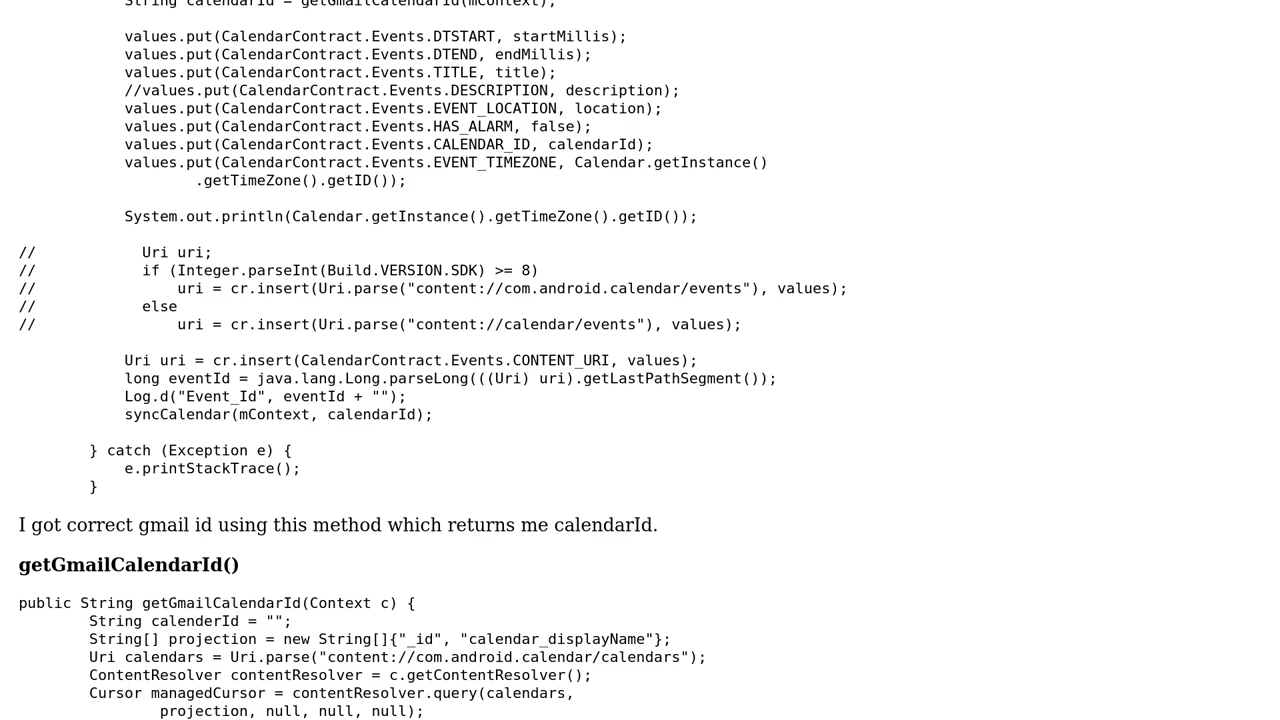 String calendarId = getGmailCalendarId(mContext);
values.put(CalendarContract.Events.DTSTART, startMillis);
values.put(CalendarContract.Events.DTEND, endMillis);
values.put(CalendarContract.Events.TITLE, title);
//values.put(CalendarContract.Events.DESCRIPTION, description);
values.put(CalendarContract.Events.EVENT_LOCATION, location);
values.put(CalendarContract.Events.HAS_ALARM, false);
values.put(CalendarContract.Events.CALENDAR_ID, calendarId);
values.put(CalendarContract.Events.EVENT_TIMEZONE, Calendar.getInstance()
.getTimeZone().getID());
System.out.println(Calendar.getInstance().getTimeZone().getID());
// Uri uri;
// if (Integer.parseInt(Build.VERSION.SDK) >= 8)
// uri = cr.insert(Uri.parse("content://com.android.calendar/events"), values);
// else
// uri = cr.insert(Uri.parse("content://calendar/events"), values);
Uri uri = cr.insert(CalendarContract.Events.CONTENT_URI, values);
long eventId = java.lang.Long.parseLong(((Uri) uri).getLastPathSegment());
Log.d("Event_Id", eventId + "");
syncCalendar(mContext, calendarId);
} catch (Exception e) {
e.printStackTrace();
}
I got correct gmail id using this method which returns me calendarId.
getGmailCalendarId()
public String getGmailCalendarId(Context c) {
String calenderId = "";
String[] projection = new String[]{"_id", "calendar_displayName"};
Uri calendars = Uri.parse("content://com.android.calendar/calendars");
ContentResolver contentResolver = c.getContentResolver();
Cursor managedCursor = contentResolver.query(calendars,
projection, null, null, null);